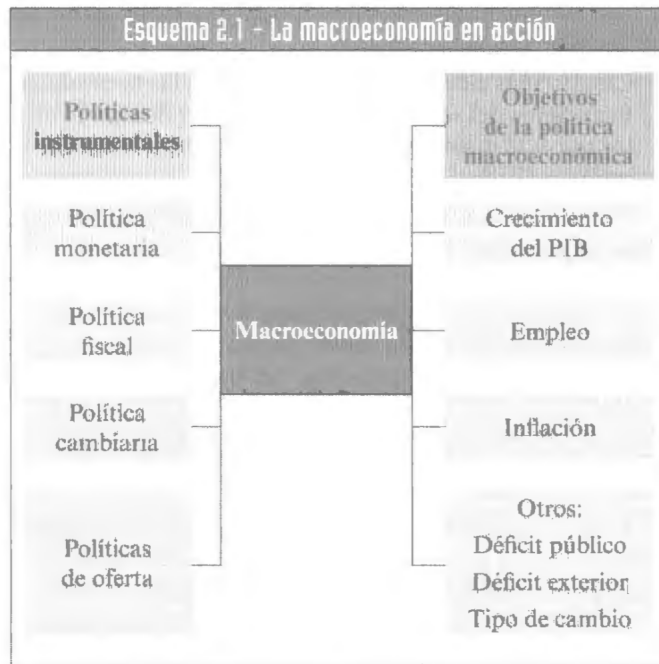 Esquema 2.1 - La macroeconomía en acción
Políticas
instrumentales
Política
monetaria
Política
fiscal
Política
cambiaria
Políticas
de oferta
Macroeconomía
Objetivos
de la política
macroeconómica
Crecimiento
del PIB
Empleo
Inflación
Otros:
Déficit público
Déficit exterior
Tipo de cambio